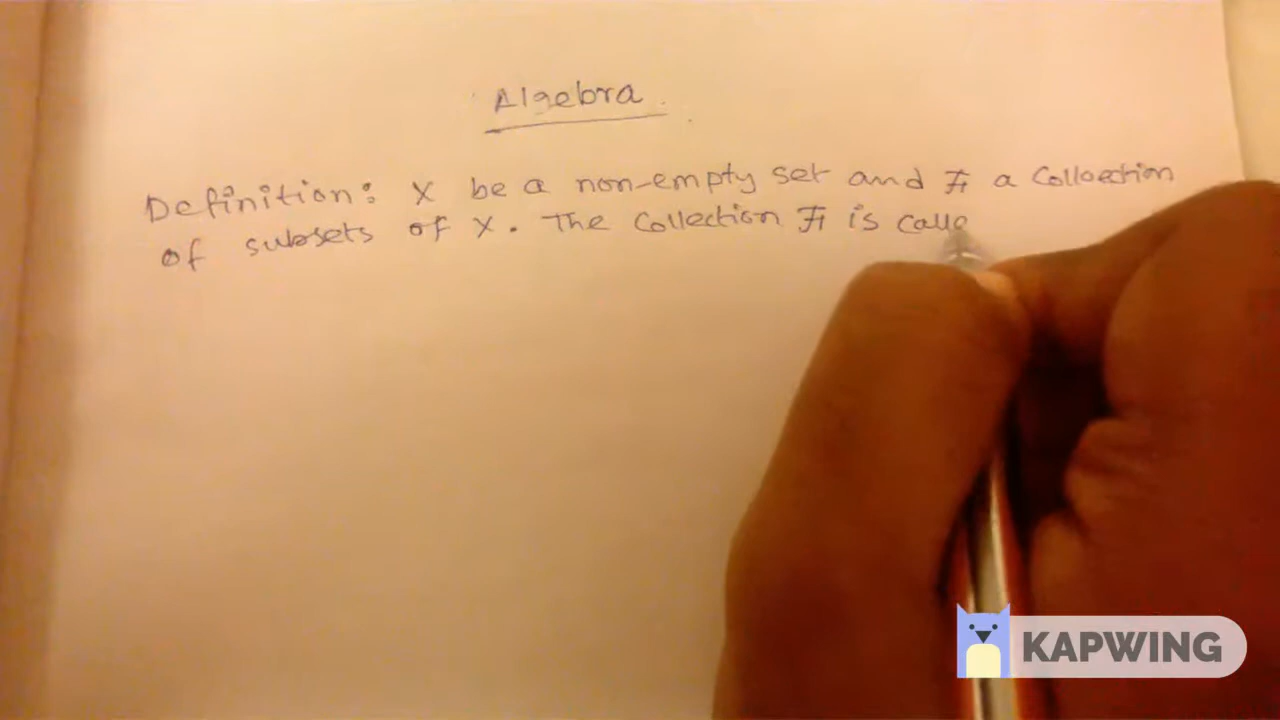 Algebra
Definition: X be a non-empty set and Ƒ a Collection
of subsets of X. The Collection Ƒ is calle
KAPWING